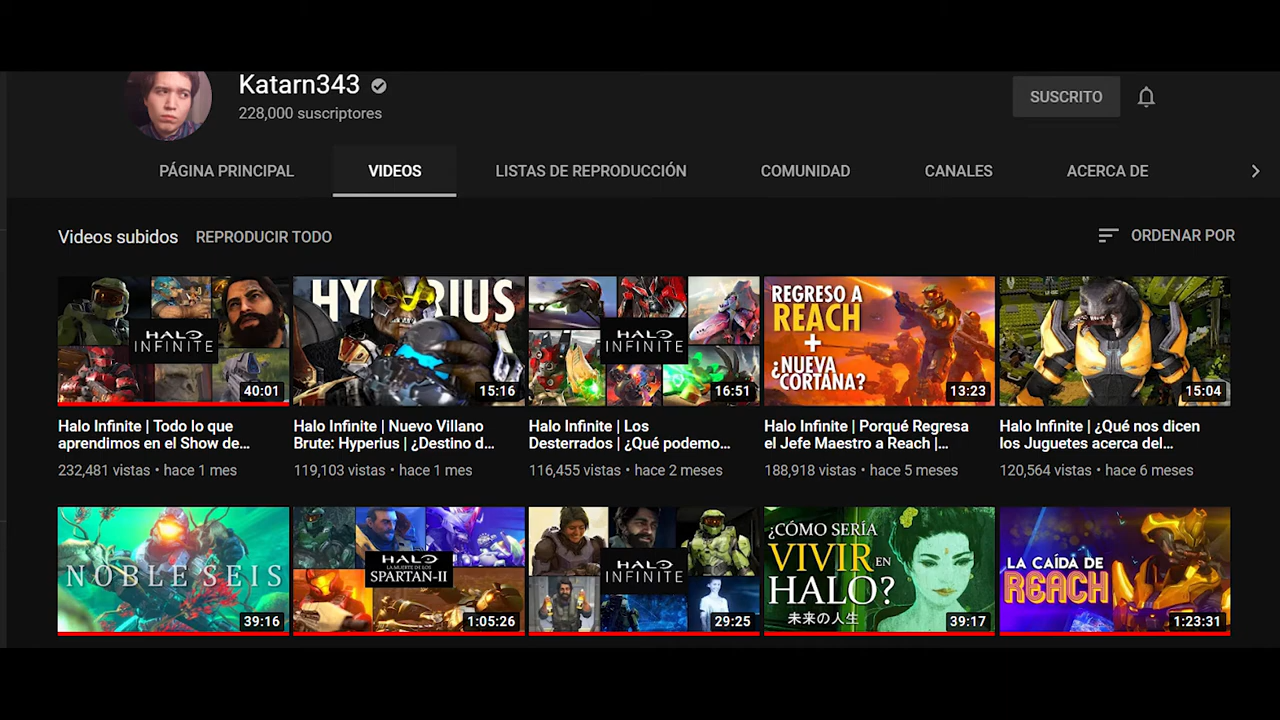 Katarn343
228,000 suscriptores
SUSCRITO
PÁGINA PRINCIPAL
VIDEOS
LISTAS DE REPRODUCCIÓN
COMUNIDAD
CANALES
ACERCA DE
Videos subidos
REPRODUCIR TODO
ORDENAR POR
HALO
INFINITE
40:01
HYPERIUS
15:16
HALO
INFINITE
16:51
REGRESO A
REACH
+
¿NUEVA
CORTANA?
13:23
15:04
Halo Infinite | Todo lo que
aprendimos en el Show de...
232,481 vistas • hace 1 mes
Halo Infinite | Nuevo Villano
Brute: Hyperius | ¿Destino d...
119,103 vistas • hace 1 mes
Halo Infinite | Los
Desterrados | ¿Qué podemo...
116,455 vistas • hace 2 meses
Halo Infinite | Porqué Regresa
el Jefe Maestro a Reach |...
188,918 vistas • hace 5 meses
Halo Infinite | ¿Qué nos dicen
los Juguetes acerca del...
120,564 vistas • hace 6 meses
NOBLE SEIS
39:16
HALO
LA MUERTE DE LOS
SPARTAN-II
1:05:26
HALO
INFINITE
29:25
¿CÓMO SERÍA
VIVIR EN
HALO?
未来の人生
39:17
LA CAÍDA DE
REACH
1:23:31